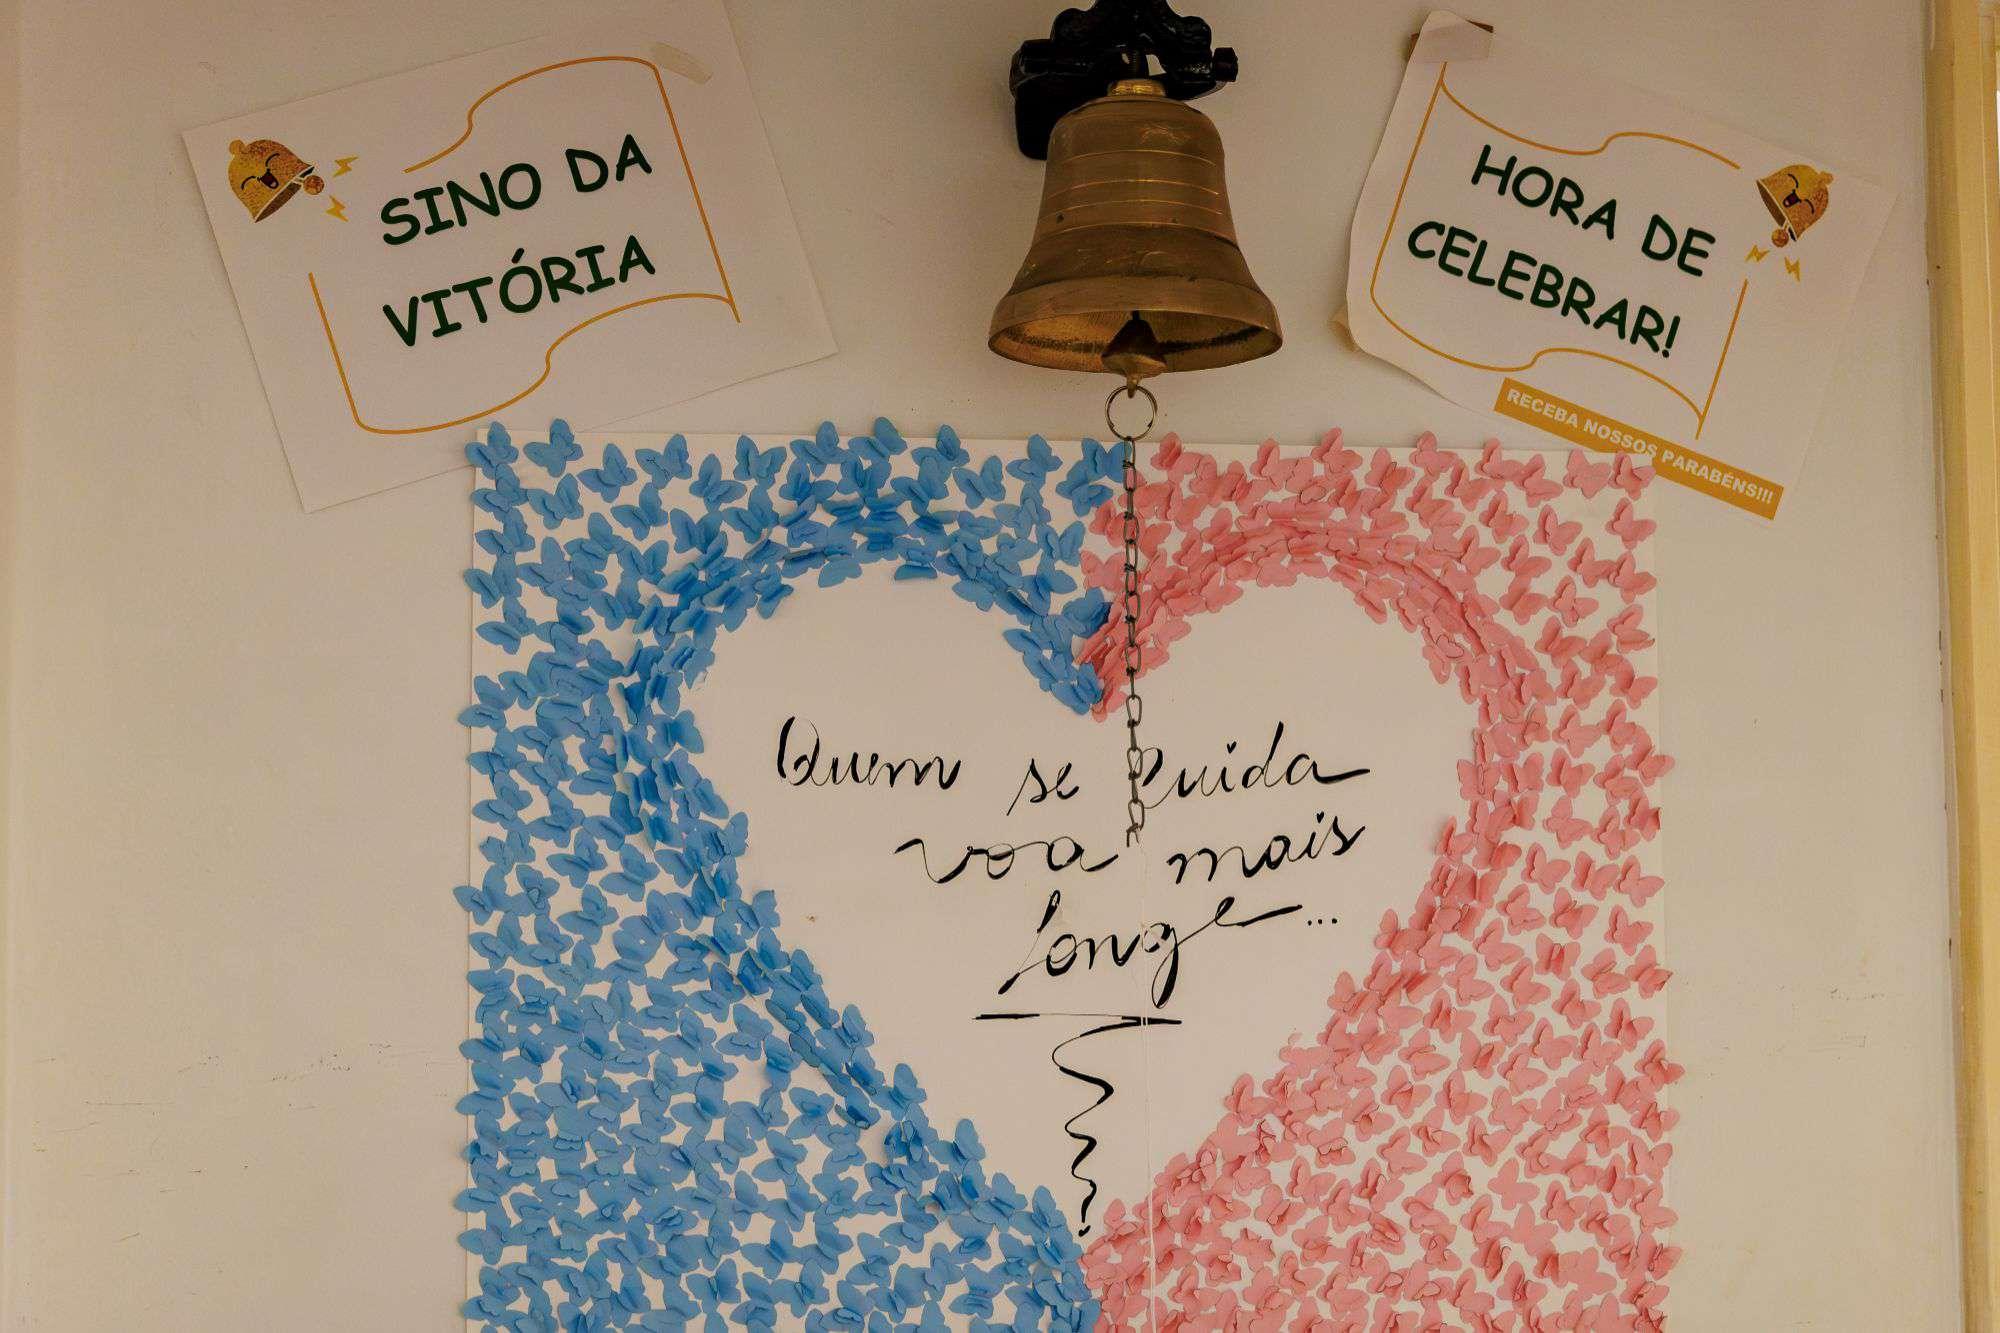 SINO DA
VITÓRIA
HORA DE
CELEBRAR!
RECEBA NOSSOS PARABÉNS!!!
Quem se Cuida
voa mais
longe...